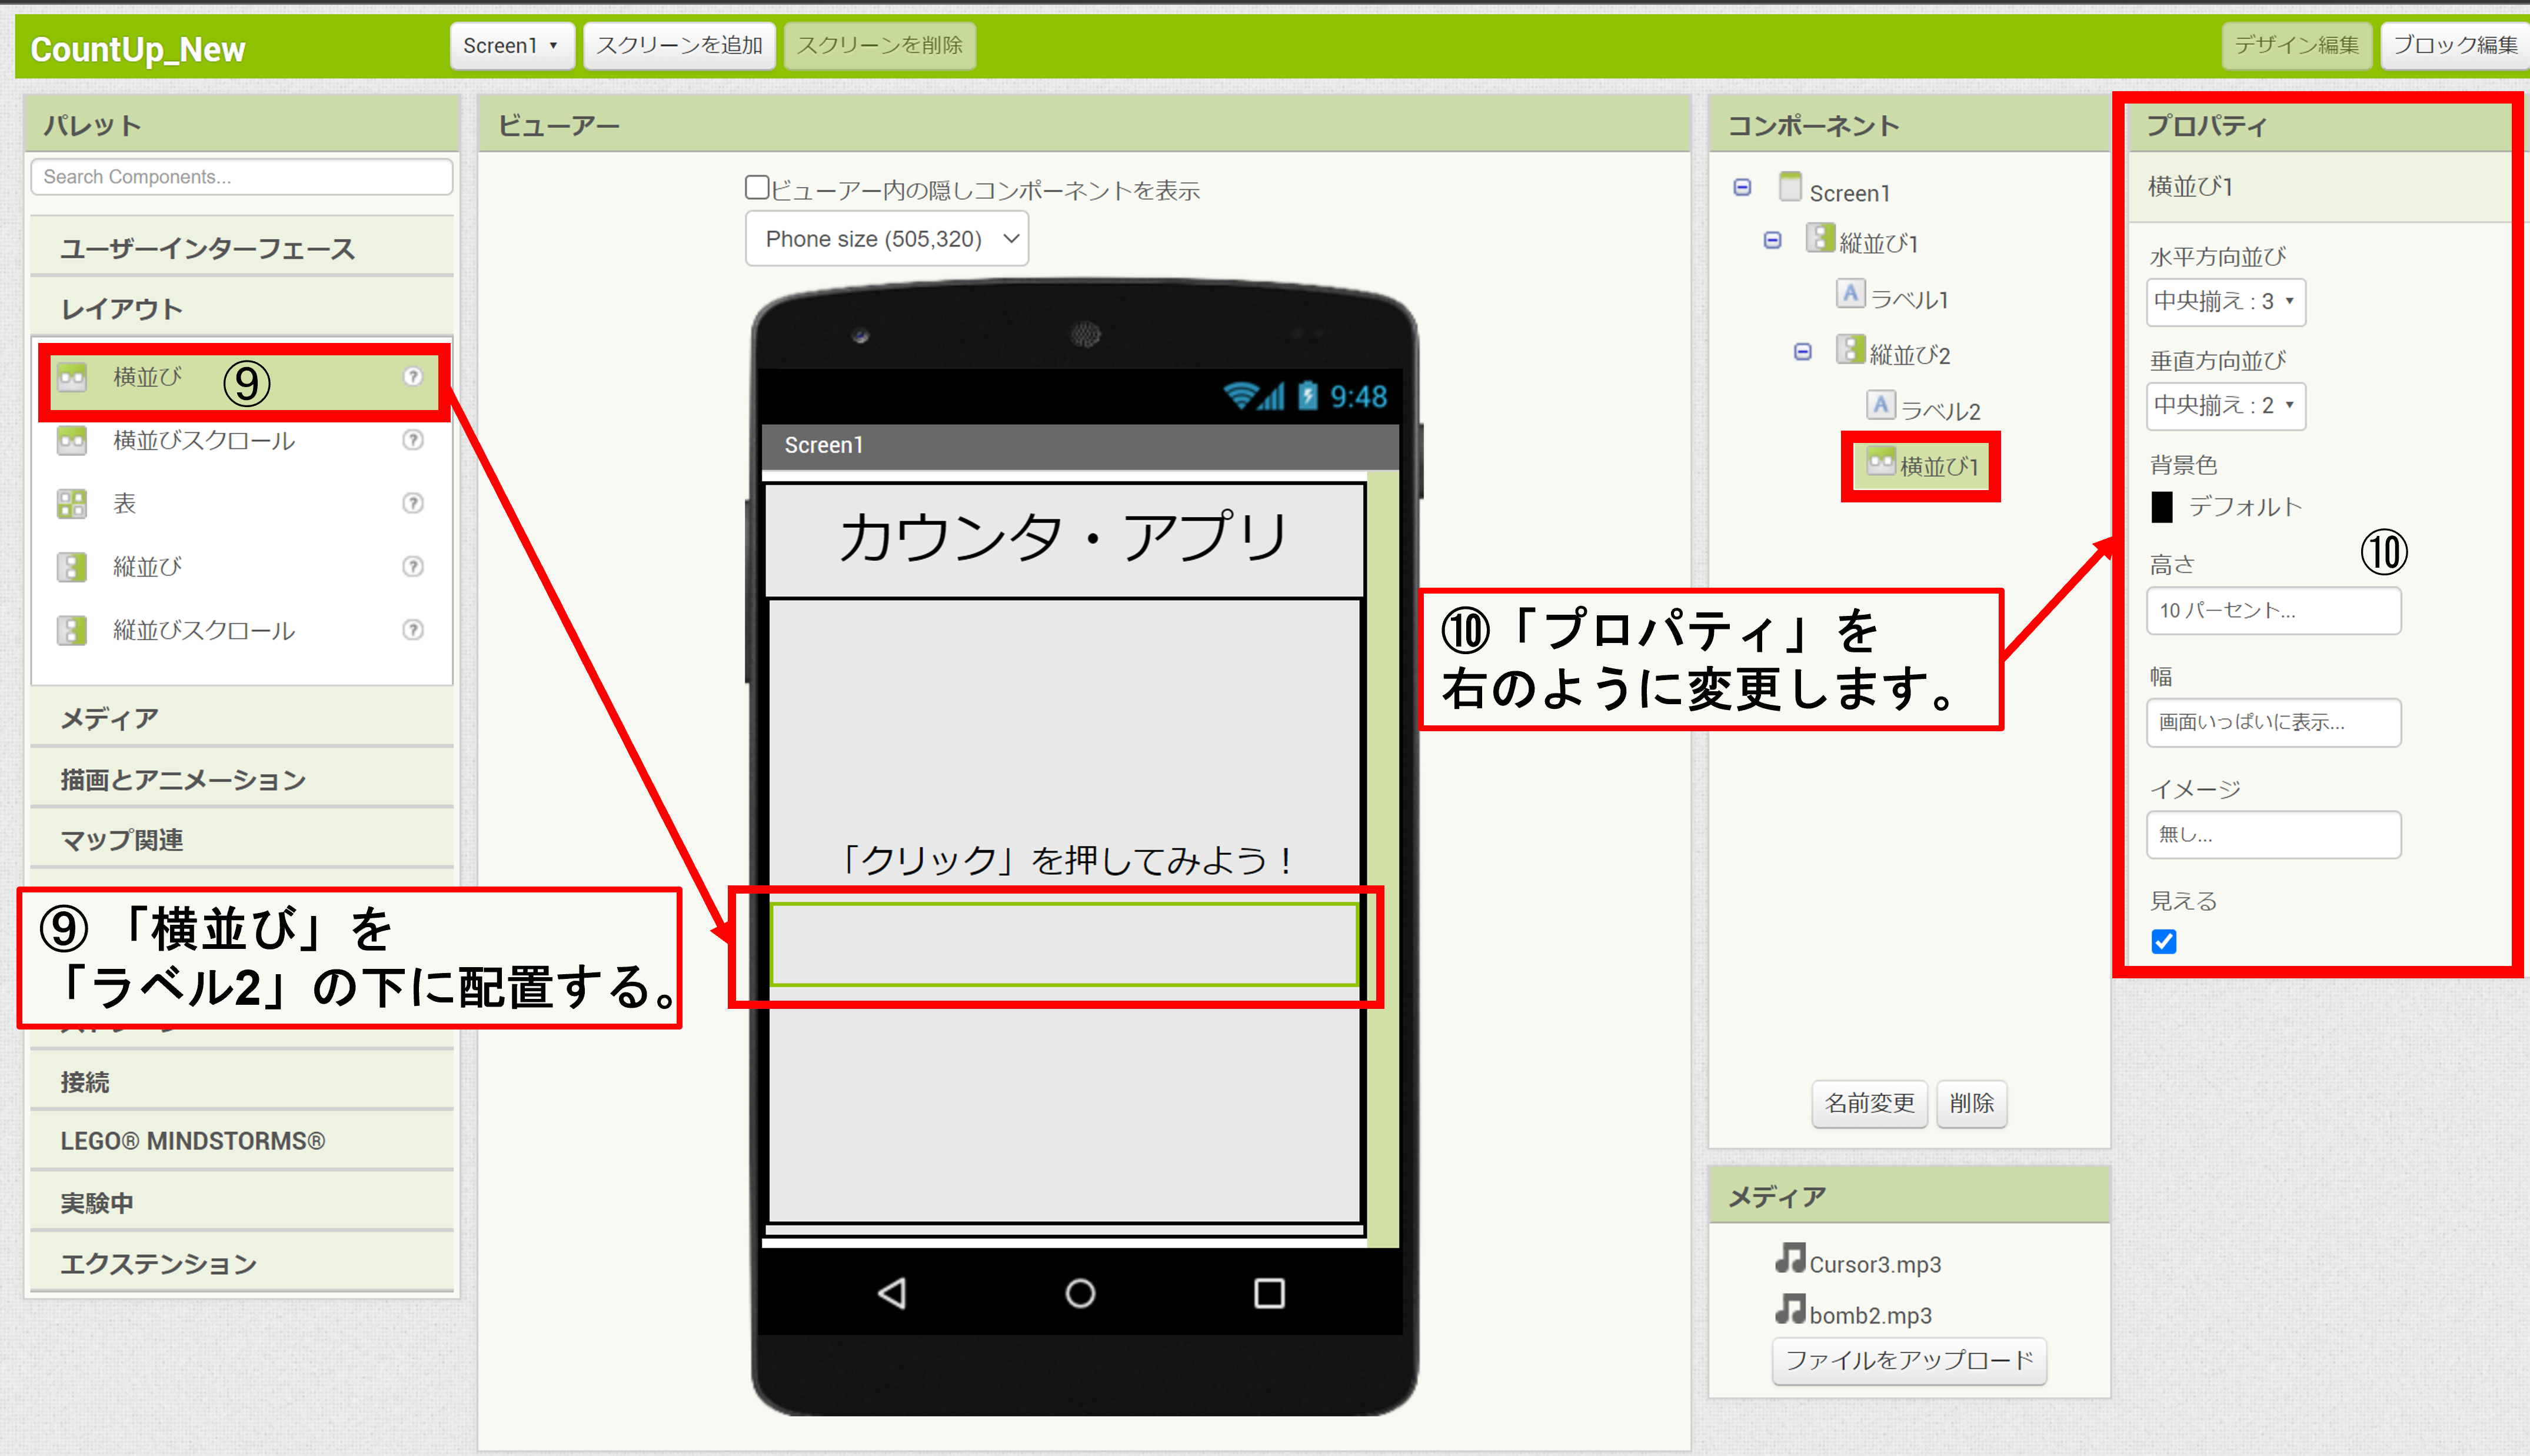 CountUp_New
Screen1 ▾
スクリーンを追加
スクリーンを削除
デザイン編集
ブロック編集
パレット
Search Components...
ユーザーインターフェース
レイアウト
横並び
⑨
横並びスクロール
表
縦並び
縦並びスクロール
メディア
描画とアニメーション
マップ関連
⑨「横並び」を
「ラベル2」の下に配置する。
接続
LEGO® MINDSTORMS®
実験中
エクステンション
ビューアー
ビューアー内の隠しコンポーネントを表示
Phone size (505,320)
9:48
Screen1
カウンタ・アプリ
「クリック」を押してみよう！
コンポーネント
Screen1
縦並び1
ラベル1
縦並び2
ラベル2
横並び1
⑩「プロパティ」を
右のように変更します。
名前変更
削除
メディア
Cursor3.mp3
bomb2.mp3
ファイルをアップロード
プロパティ
横並び1
水平方向並び
中央揃え : 3 ▾
垂直方向並び
中央揃え : 2 ▾
背景色
デフォルト
⑩
高さ
10 パーセント...
幅
画面いっぱいに表示...
イメージ
無し...
見える